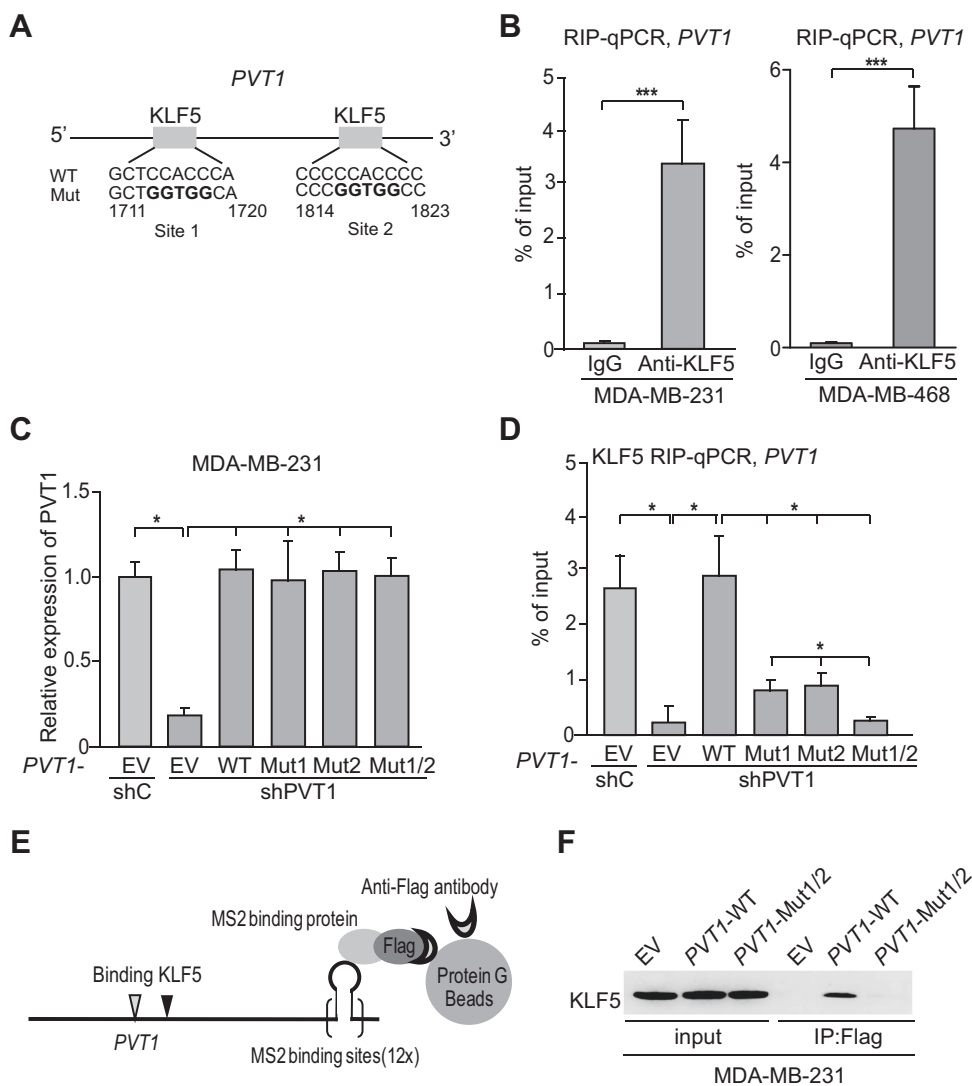 A
PVT1
KLF5 KLF5
5’ 3’
WT GCTCCACCCA CCCCCACCCC
Mut GCTGGTGGCA CCCGGTGGCC
1711 1720 1814 1823
Site 1 Site 2
B
RIP-qPCR, PVT1
% of input
5
4
3
2
1
0
***
IgG Anti-KLF5
MDA-MB-231
RIP-qPCR, PVT1
% of input
6
4
2
0
***
IgG Anti-KLF5
MDA-MB-468
C
MDA-MB-231
Relative expression of PVT1
1.5
1.0
0.5
0
* *
PVT1- EV EV WT Mut1 Mut2 Mut1/2
shC shPVT1
D
KLF5 RIP-qPCR, PVT1
% of input
5
4
3
2
1
0
* * * *
*
PVT1- EV EV WT Mut1 Mut2 Mut1/2
shC shPVT1
E
Anti-Flag antibody
MS2 binding protein
Flag
Protein G
Beads
Binding KLF5
PVT1
MS2 binding sites(12x)
F
EV PVT1-WT PVT1-Mut1/2 EV PVT1-WT PVT1-Mut1/2
KLF5
input IP:Flag
MDA-MB-231